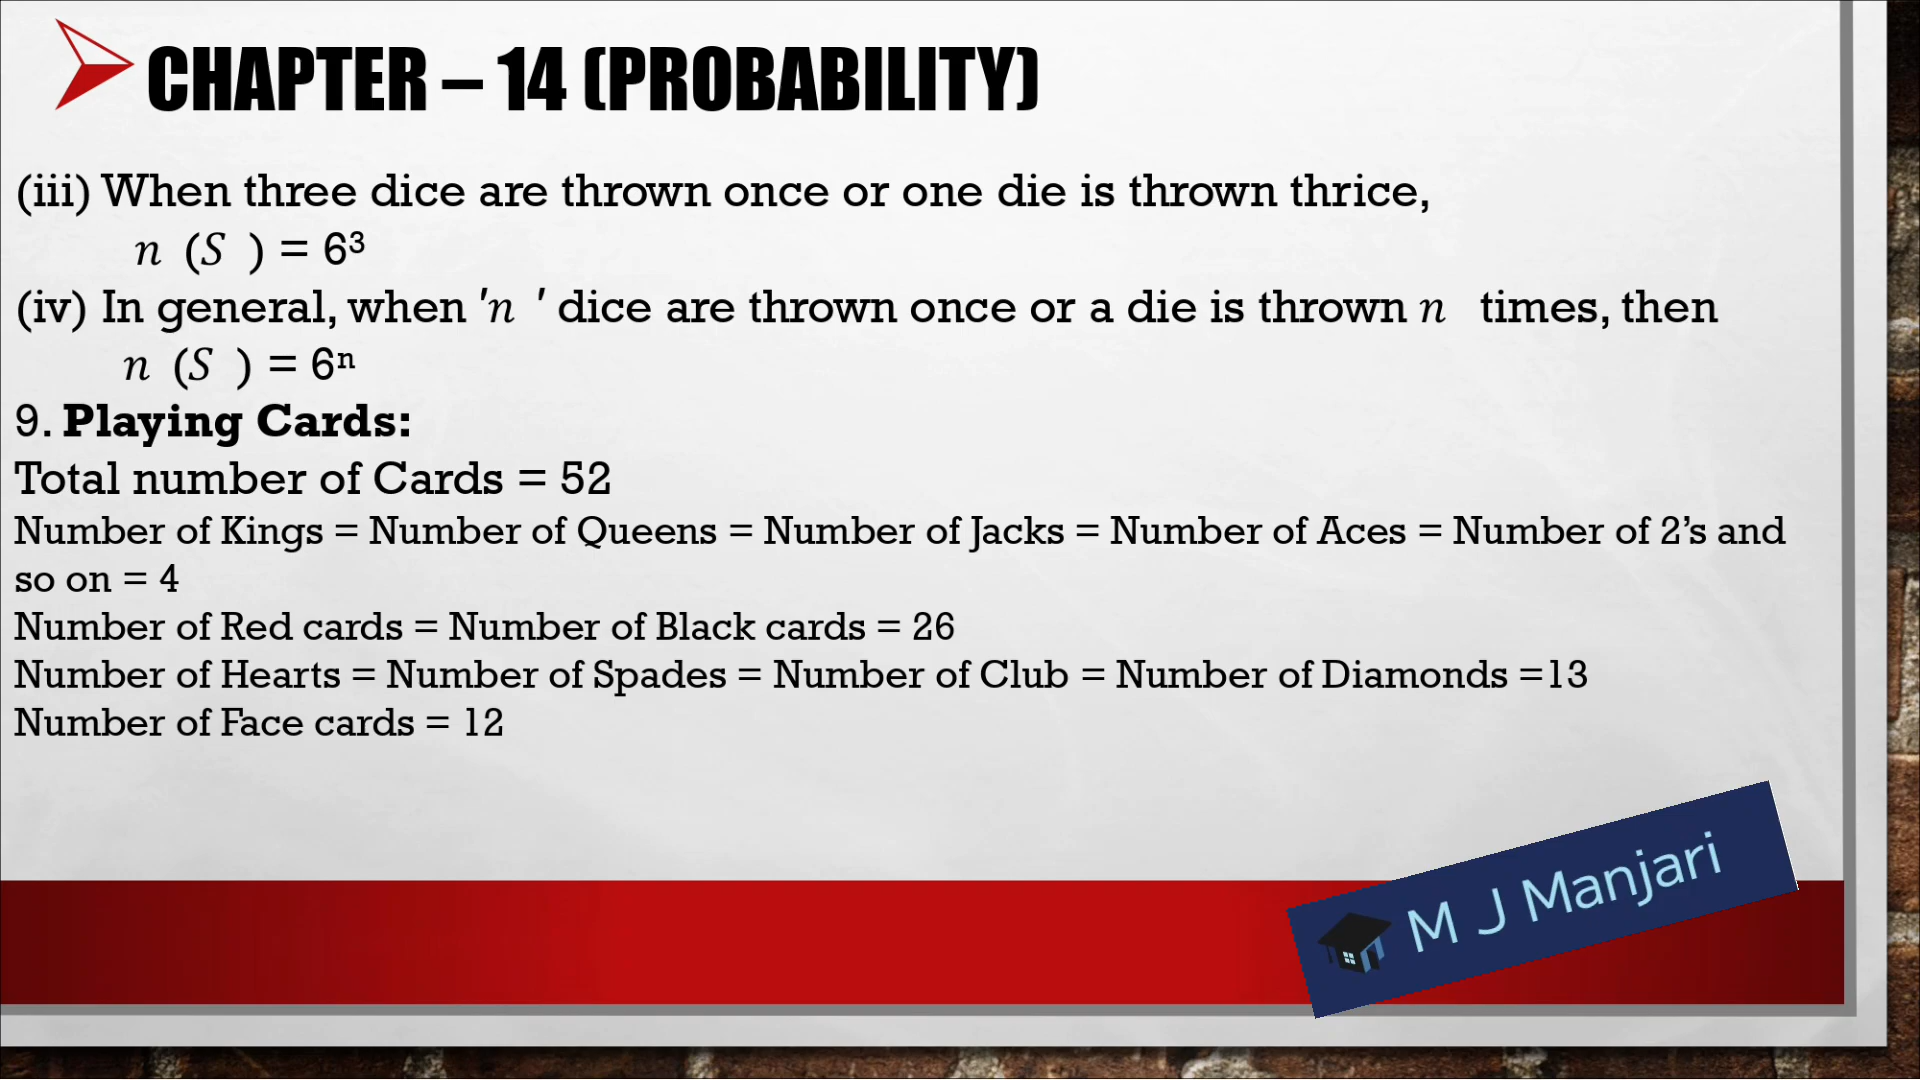 CHAPTER – 14 (PROBABILITY)
(iii) When three dice are thrown once or one die is thrown thrice,
𝑛 (𝑆 ) = 6³
(iv) In general, when ′𝑛 ′ dice are thrown once or a die is thrown 𝑛 times, then
𝑛 (𝑆 ) = 6ⁿ
9. Playing Cards:
Total number of Cards = 52
Number of Kings = Number of Queens = Number of Jacks = Number of Aces = Number of 2’s and
so on = 4
Number of Red cards = Number of Black cards = 26
Number of Hearts = Number of Spades = Number of Club = Number of Diamonds =13
Number of Face cards = 12
M J Manjari